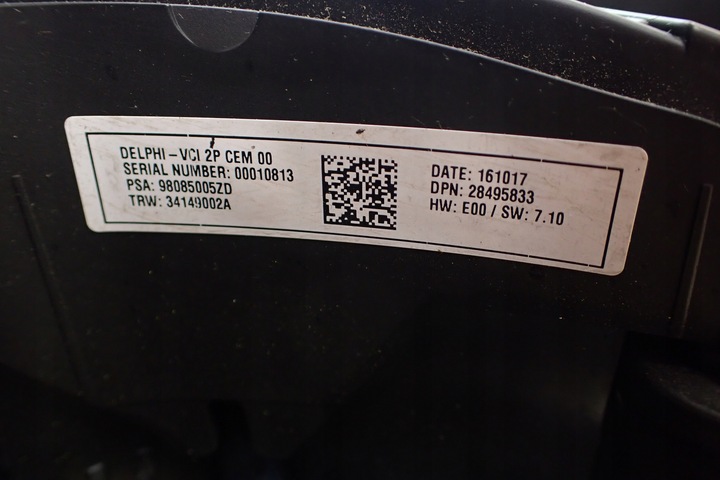 DELPHI-VCI 2P CEM 00
SERIAL NUMBER: 00010813
PSA: 98085005ZD
TRW: 34149002A
DATE: 161017
DPN: 28495833
HW: E00 / SW: 7.10